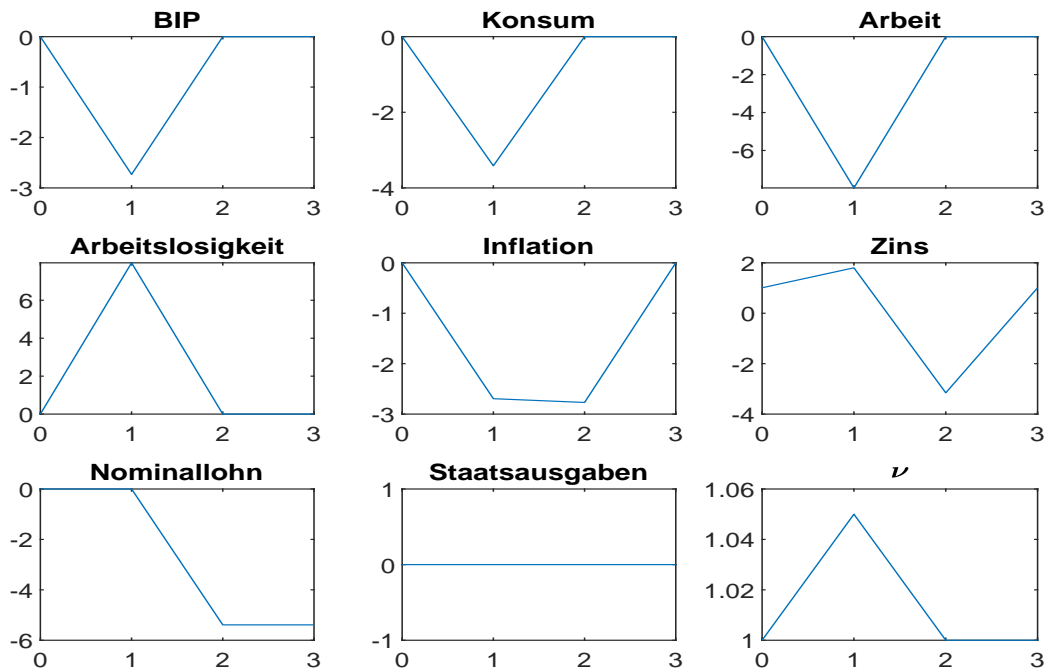 BIP
0
-1
-2
-3
0 1 2 3
Konsum
0
-2
-4
0 1 2 3
Arbeit
0
-2
-4
-6
0 1 2 3
Arbeitslosigkeit
6
4
2
0
0 1 2 3
Inflation
0
-1
-2
-3
0 1 2 3
Zins
2
0
-2
-4
0 1 2 3
Nominallohn
0
-2
-4
-6
0 1 2 3
Staatsausgaben
1
0
-1
0 1 2 3
ν
1.06
1.04
1.02
1
0 1 2 3